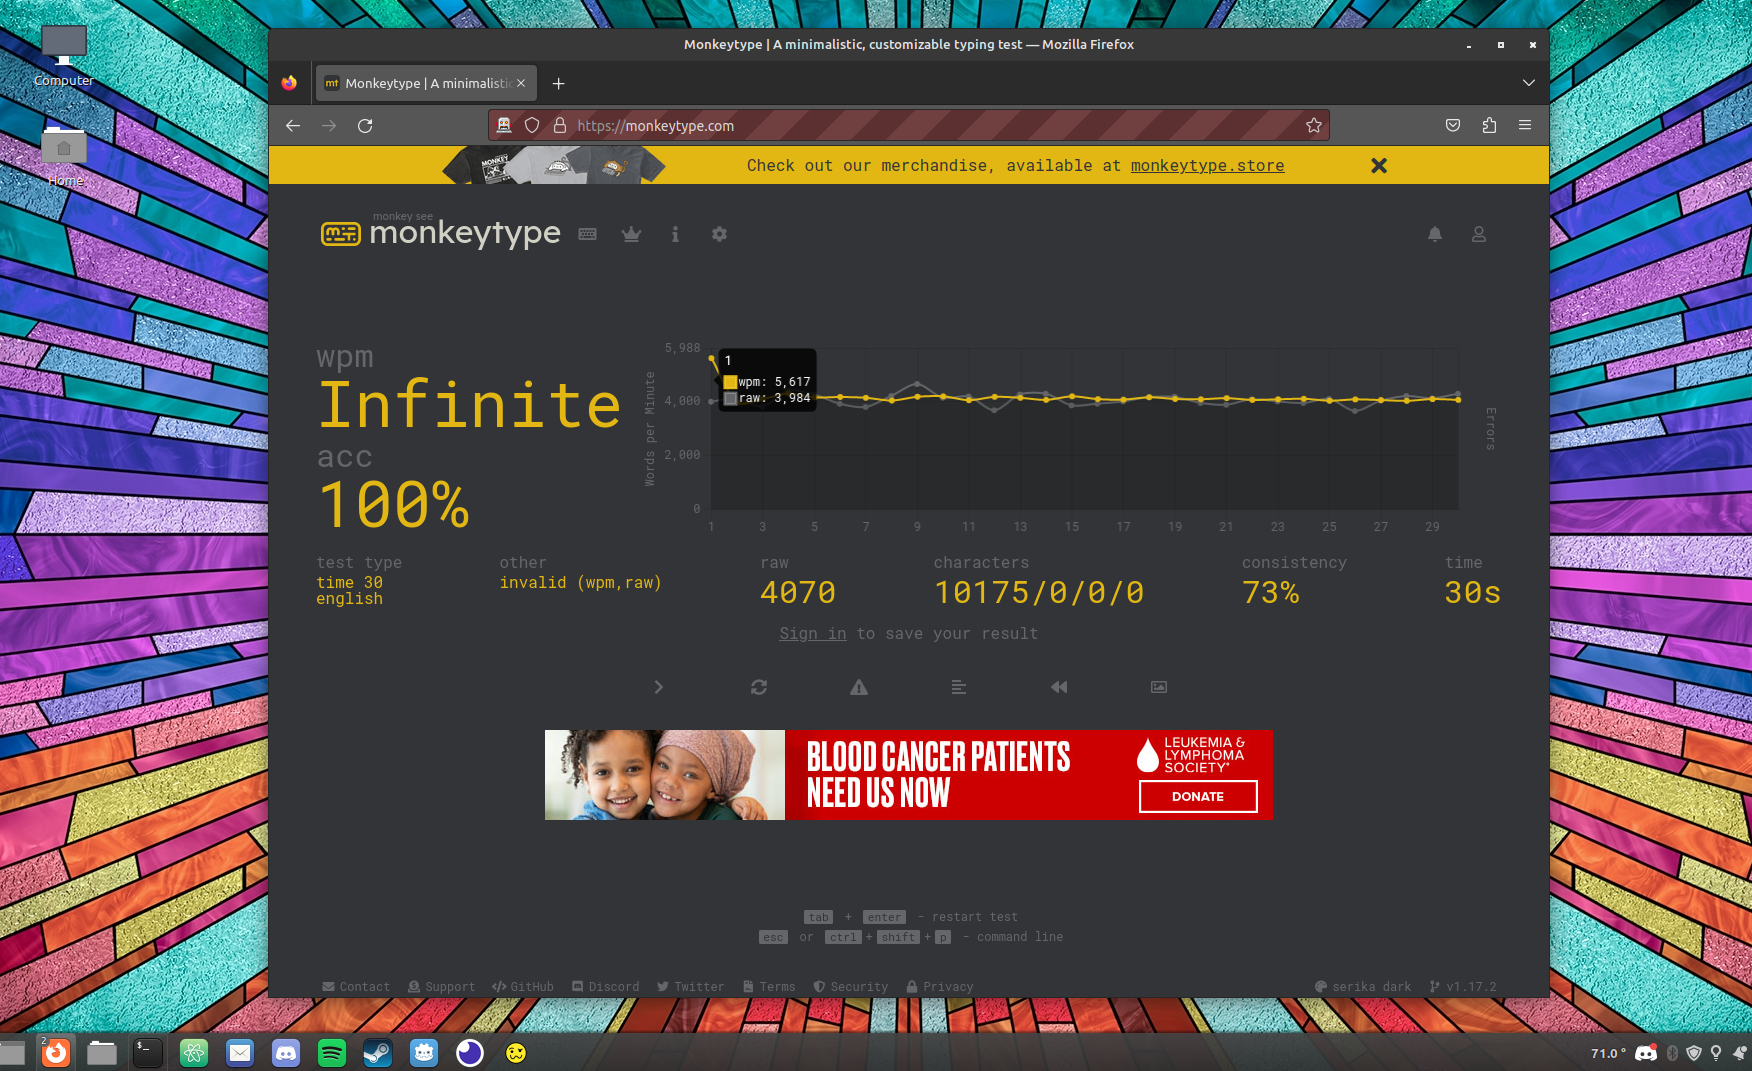 Computer
Home
Monkeytype | A minimalistic, customizable typing test — Mozilla Firefox
mt Monkeytype | A minimalistic
https://monkeytype.com
MONKEY
Check out our merchandise, available at monkeytype.store
monkey see
monkeytype
wpm
Infinite
acc
100%
5,988
4,000
2,000
0
Words per Minute
Errors
1
wpm: 5,617
raw: 3,984
1 3 5 7 9 11 13 15 17 19 21 23 25 27 29
test type
time 30
english
other
invalid (wpm,raw)
raw
4070
characters
10175/0/0/0
consistency
73%
time
30s
Sign in to save your result
BLOOD CANCER PATIENTS
NEED US NOW
LEUKEMIA &
LYMPHOMA
SOCIETY®
DONATE
tab + enter - restart test
esc or ctrl + shift + p - command line
Contact Support GitHub Discord Twitter Terms Security Privacy serika dark v1.17.2
2
$_
71.0 °